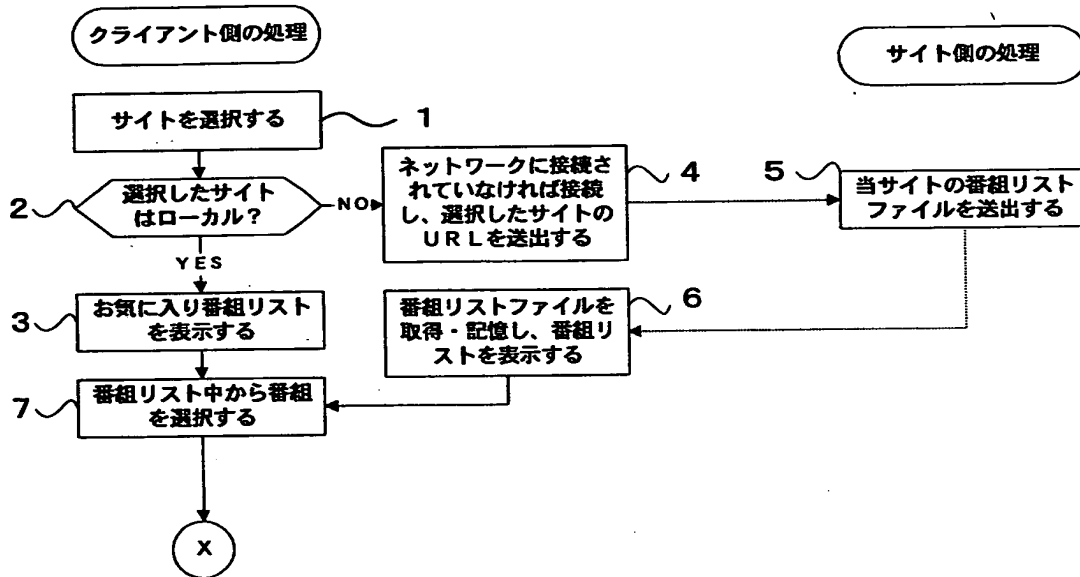 クライアント側の処理
サイト側の処理
サイトを選択する
1
選択したサイト
はローカル？
2
NO
YES
ネットワークに接続さ
れていなければ接続
し、選択したサイトの
ＵＲＬを送出する
4
5
当サイトの番組リスト
ファイルを送出する
お気に入り番組リスト
を表示する
3
番組リストファイルを
取得・記憶し、番組リ
ストを表示する
6
番組リスト中から番組
を選択する
7
X